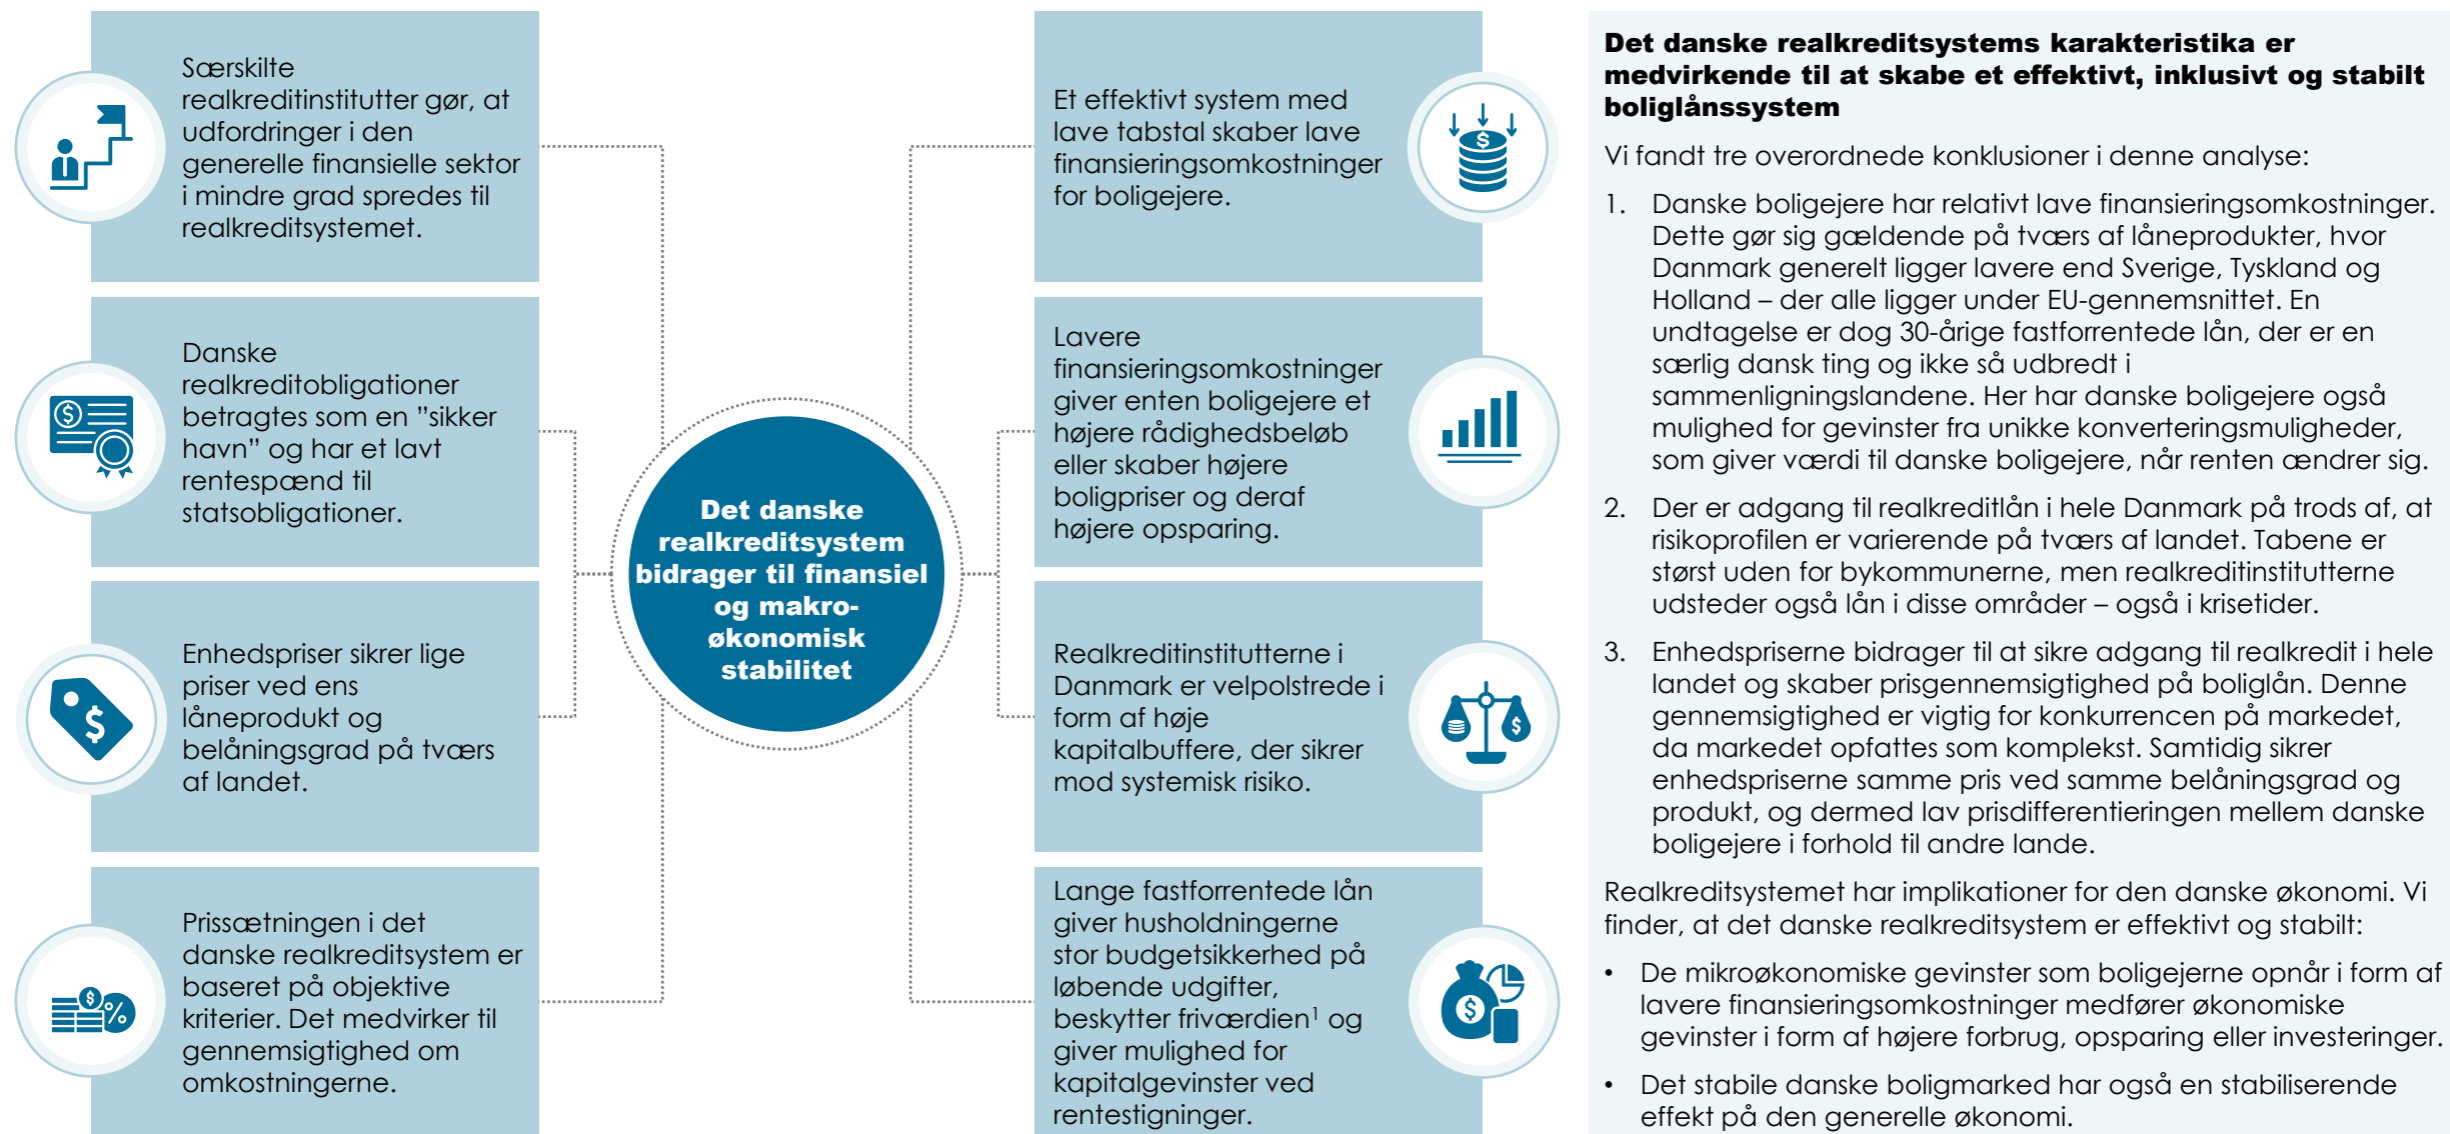 Særskilte
realkreditinstitutter gør, at
udfordringer i den
generelle finansielle sektor
i mindre grad spredes til
realkreditsystemet.
Danske
realkreditobligationer
betragtes som en ”sikker
havn” og har et lavt
rentespænd til
statsobligationer.
Enhedspriser sikrer lige
priser ved ens
låneprodukt og
belåningsgrad på tværs
af landet.
Prissætningen i det
danske realkreditsystem er
baseret på objektive
kriterier. Det medvirker til
gennemsigtighed om
omkostningerne.
Det danske
realkreditsystem
bidrager til finansiel
og makro-
økonomisk
stabilitet
Et effektivt system med
lave tabstal skaber lave
finansieringsomkostninger
for boligejere.
Lavere
finansieringsomkostninger
giver enten boligejere et
højere rådighedsbeløb
eller skaber højere
boligpriser og deraf
højere opsparing.
Realkreditinstitutterne i
Danmark er velpolstrede i
form af høje
kapitalbuffere, der sikrer
mod systemisk risiko.
Lange fastforrentede lån
giver husholdningerne
stor budgetsikkerhed på
løbende udgifter,
beskytter friværdien¹ og
giver mulighed for
kapitalgevinster ved
rentestigninger.
Det danske realkreditsystems karakteristika er
medvirkende til at skabe et effektivt, inklusivt og stabilt
boliglånssystem
Vi fandt tre overordnede konklusioner i denne analyse:
1. Danske boligejere har relativt lave finansieringsomkostninger.
Dette gør sig gældende på tværs af låneprodukter, hvor
Danmark generelt ligger lavere end Sverige, Tyskland og
Holland – der alle ligger under EU-gennemsnittet. En
undtagelse er dog 30-årige fastforrentede lån, der er en
særlig dansk ting og ikke så udbredt i
sammenligningslandene. Her har danske boligejere også
mulighed for gevinster fra unikke konverteringsmuligheder,
som giver værdi til danske boligejere, når renten ændrer sig.
2. Der er adgang til realkreditlån i hele Danmark på trods af, at
risikoprofilen er varierende på tværs af landet. Tabene er
størst uden for bykommunerne, men realkreditinstitutterne
udsteder også lån i disse områder – også i krisetider.
3. Enhedspriserne bidrager til at sikre adgang til realkredit i hele
landet og skaber prisgennemsigtighed på boliglån. Denne
gennemsigtighed er vigtig for konkurrencen på markedet,
da markedet opfattes som komplekst. Samtidig sikrer
enhedspriserne samme pris ved samme belåningsgrad og
produkt, og dermed lav prisdifferentieringen mellem danske
boligejere i forhold til andre lande.
Realkreditsystemet har implikationer for den danske økonomi. Vi
finder, at det danske realkreditsystem er effektivt og stabilt:
• De mikroøkonomiske gevinster som boligejerne opnår i form af
lavere finansieringsomkostninger medfører økonomiske
gevinster i form af højere forbrug, opsparing eller investeringer.
• Det stabile danske boligmarked har også en stabiliserende
effekt på den generelle økonomi.